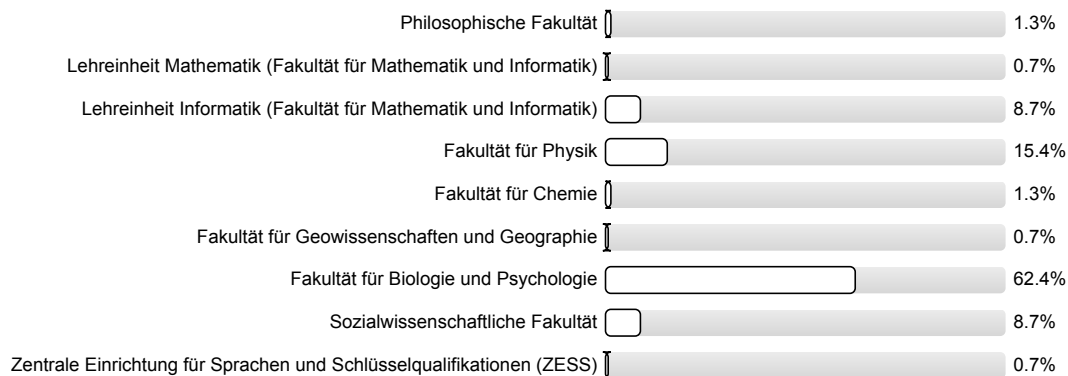 Philosophische Fakultät 1.3%
Lehreinheit Mathematik (Fakultät für Mathematik und Informatik) 0.7%
Lehreinheit Informatik (Fakultät für Mathematik und Informatik) 8.7%
Fakultät für Physik 15.4%
Fakultät für Chemie 1.3%
Fakultät für Geowissenschaften und Geographie 0.7%
Fakultät für Biologie und Psychologie 62.4%
Sozialwissenschaftliche Fakultät 8.7%
Zentrale Einrichtung für Sprachen und Schlüsselqualifikationen (ZESS) 0.7%